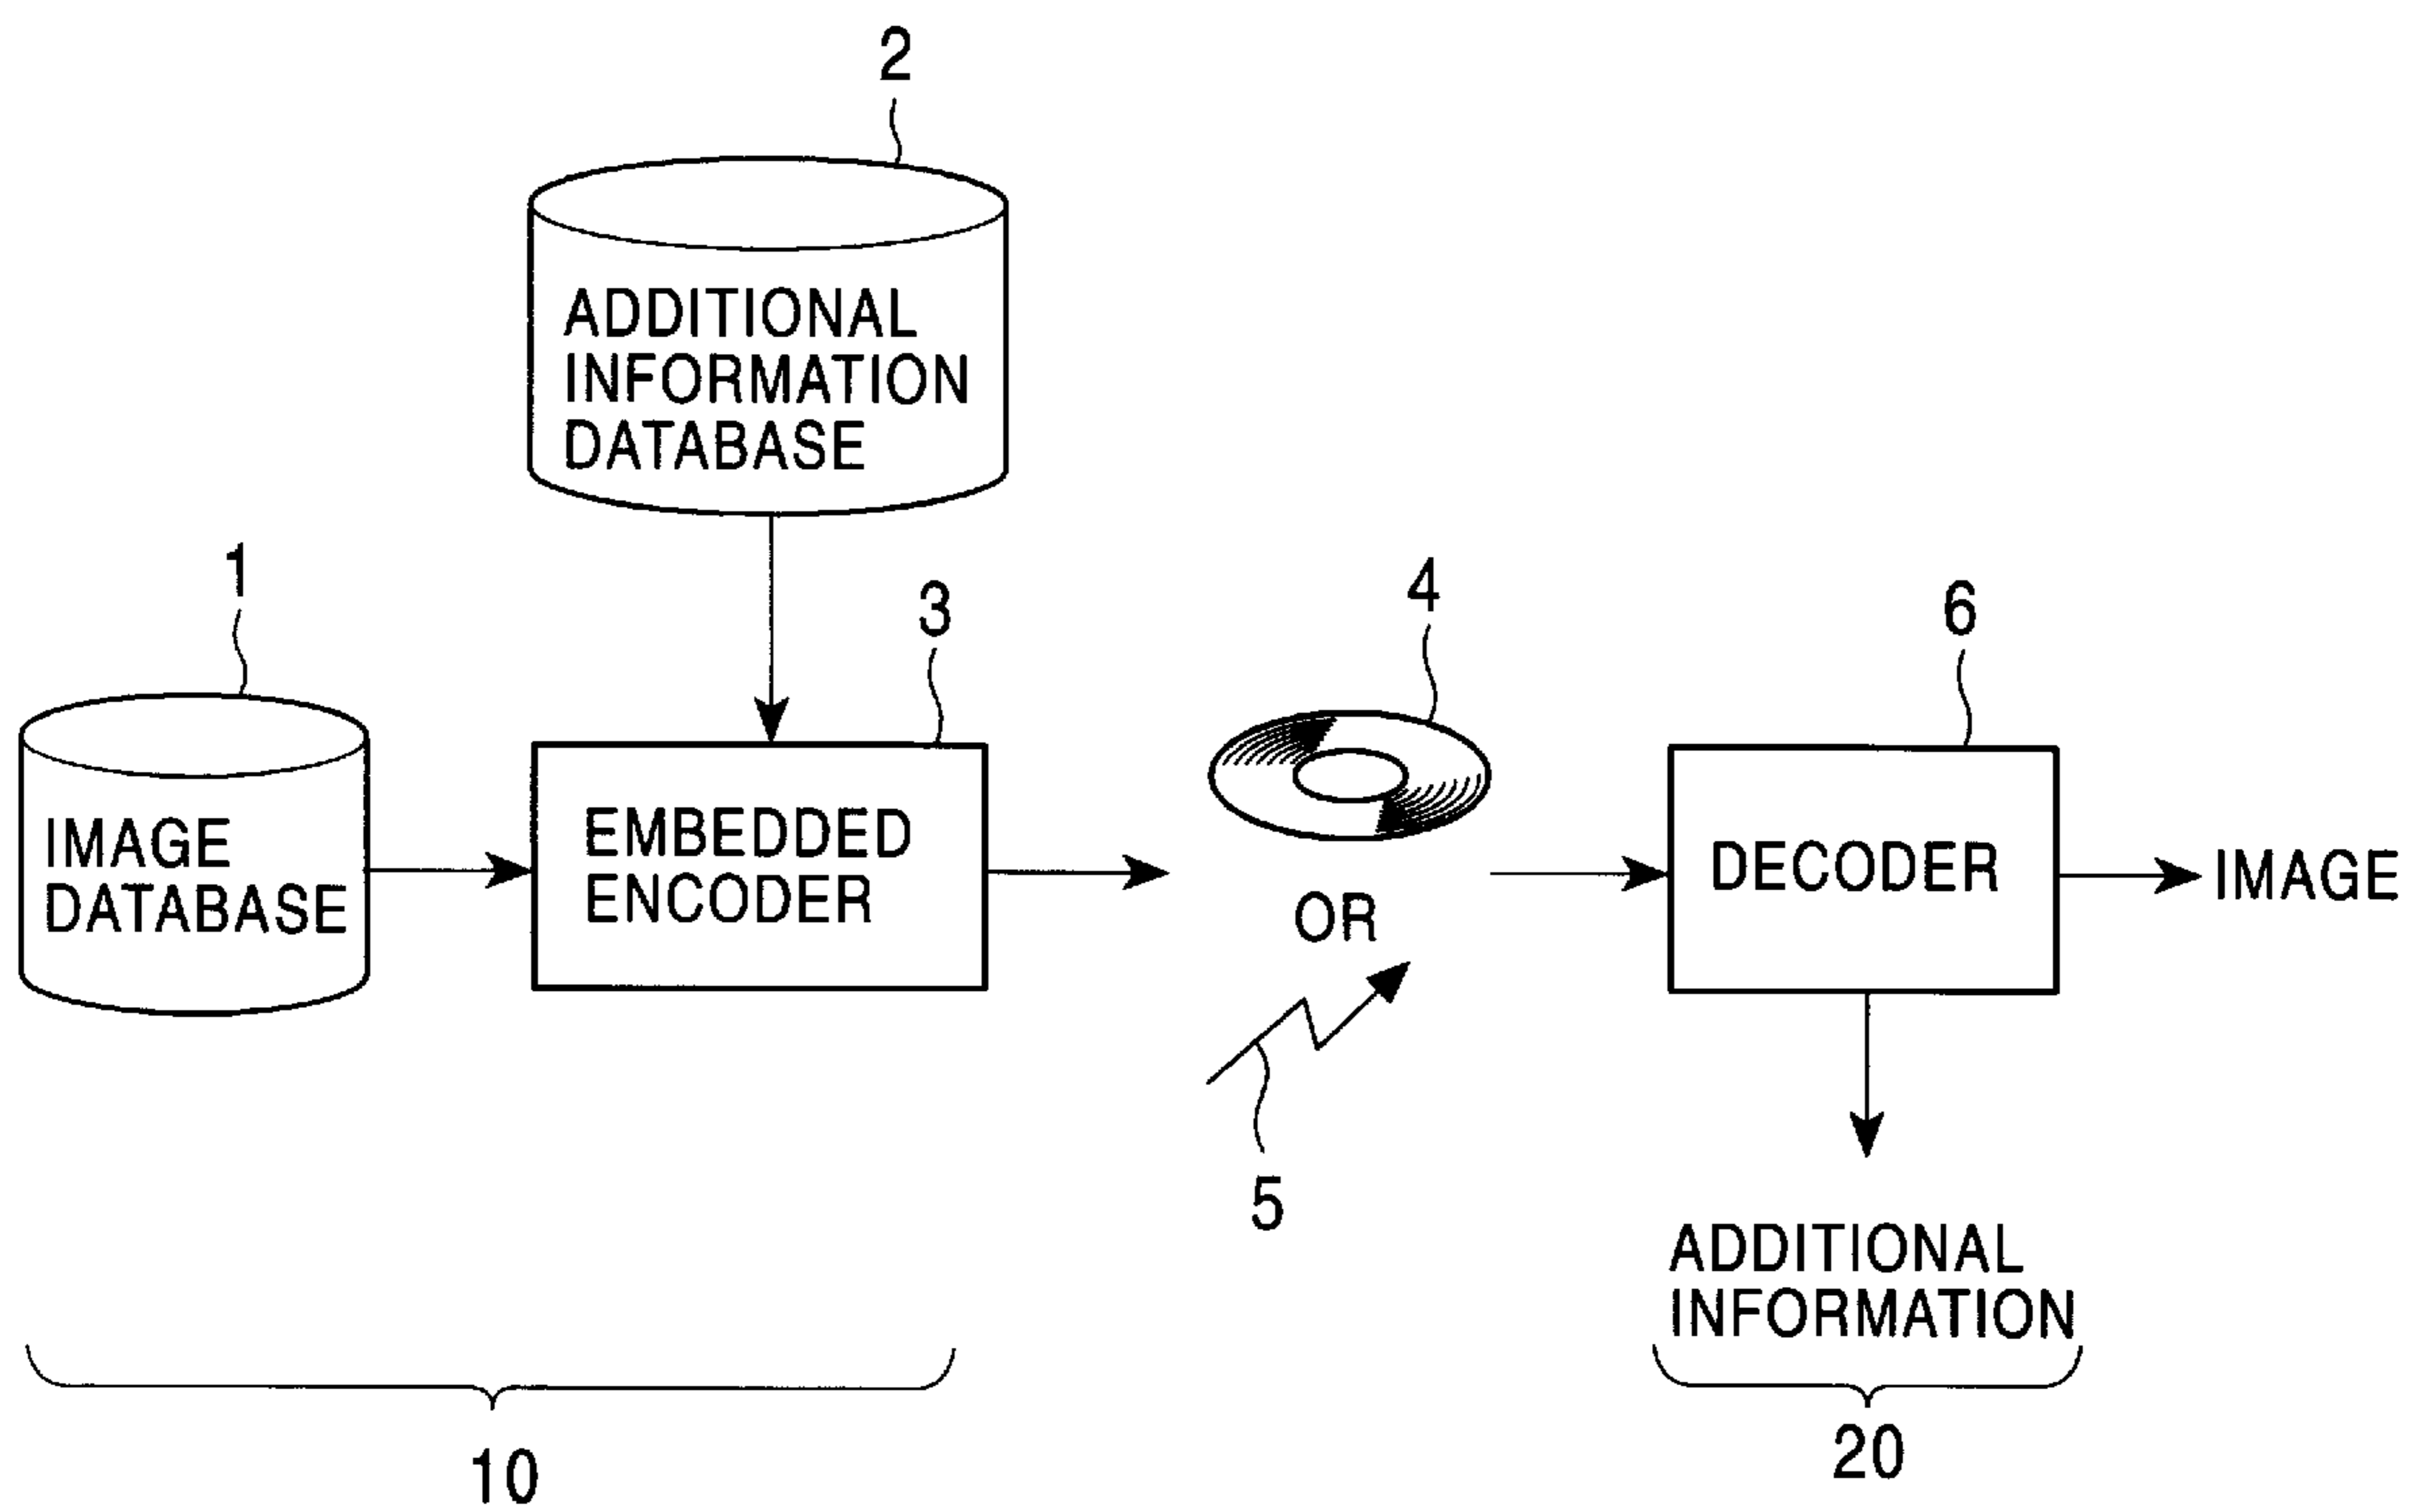 2
ADDITIONAL
INFORMATION
DATABASE
1
3
4
6
IMAGE
DATABASE
EMBEDDED
ENCODER
OR
DECODER
IMAGE
5
ADDITIONAL
INFORMATION
10
20